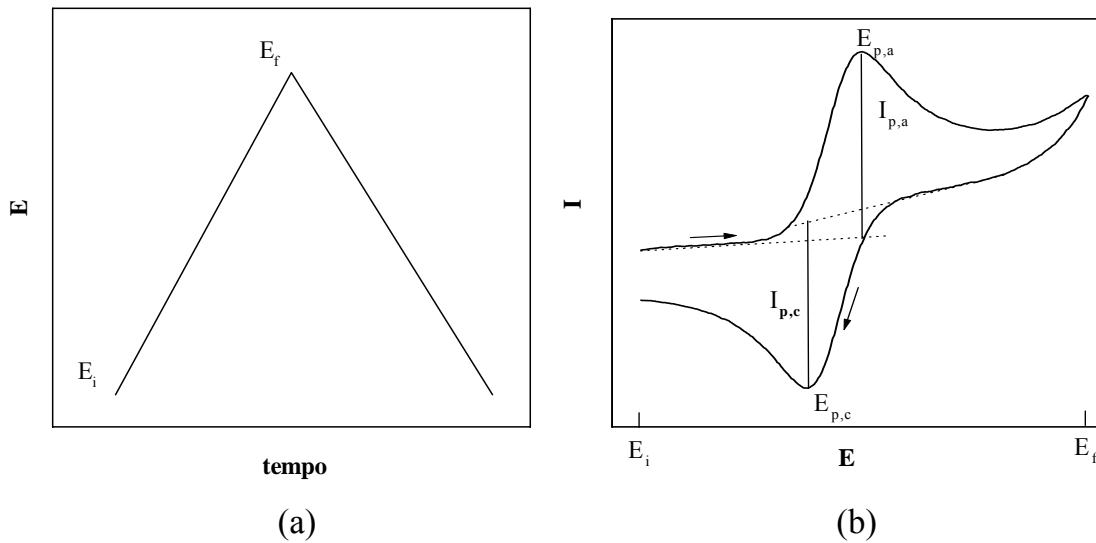 E_f
E
E_i
tempo
(a)
E_p,a
I_p,a
I
I_p,c
E_p,c
E_i
E
E_f
(b)